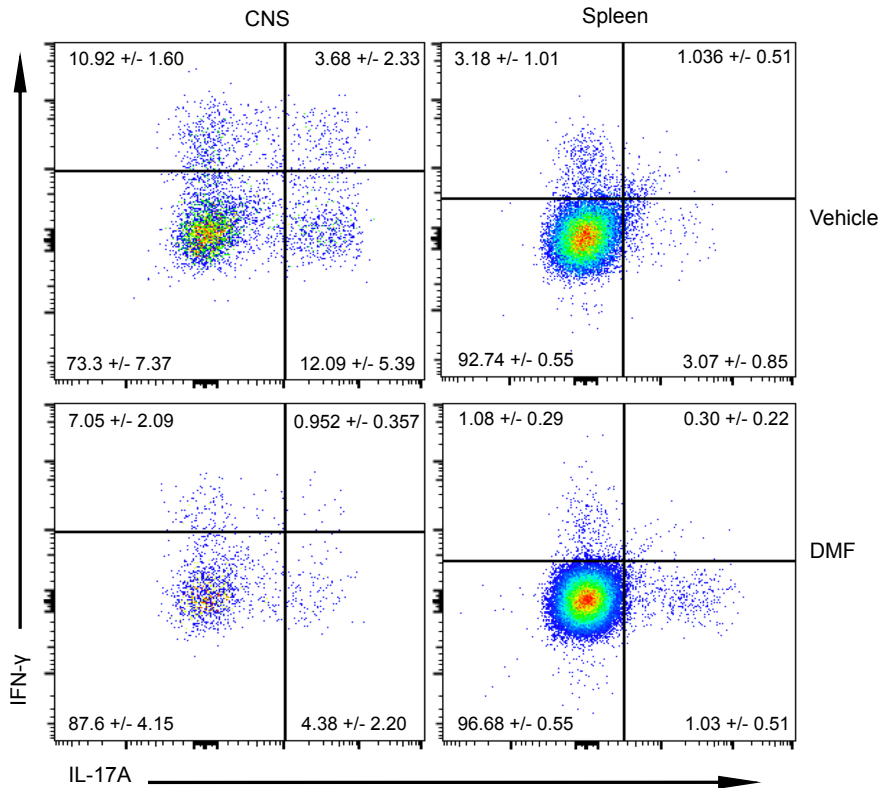 CNS Spleen
10.92 +/- 1.60 3.68 +/- 2.33 3.18 +/- 1.01 1.036 +/- 0.51
Vehicle
73.3 +/- 7.37 12.09 +/- 5.39 92.74 +/- 0.55 3.07 +/- 0.85
7.05 +/- 2.09 0.952 +/- 0.357 1.08 +/- 0.29 0.30 +/- 0.22
DMF
IFN-γ
87.6 +/- 4.15 4.38 +/- 2.20 96.68 +/- 0.55 1.03 +/- 0.51
IL-17A